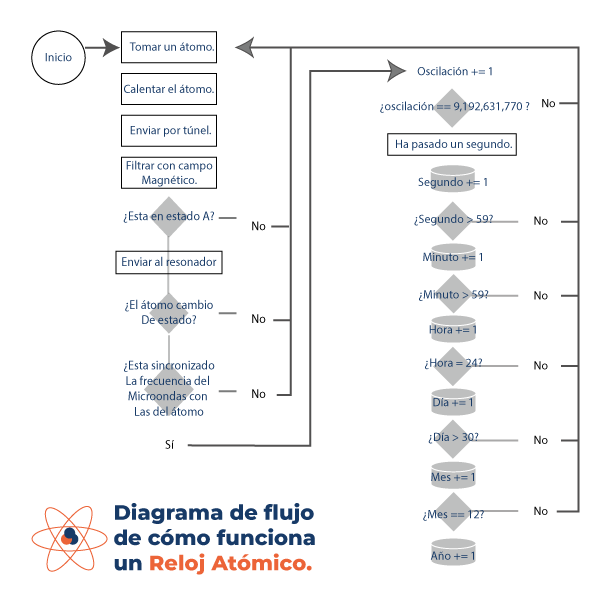 Inicio
Tomar un átomo.
Calentar el átomo.
Enviar por túnel.
Filtrar con campo
Magnético.
¿Esta en estado A?
No
Enviar al resonador
¿El átomo cambio
De estado?
No
¿Esta sincronizado
La frecuencia del
Microondas con
Las del átomo
No
Sí
Oscilación += 1
¿oscilación == 9,192,631,770 ?
No
Ha pasado un segundo.
Segundo += 1
¿Segundo > 59?
No
Minuto += 1
¿Minuto > 59?
No
Hora += 1
¿Hora = 24?
No
Día += 1
¿Día > 30?
No
Mes += 1
¿Mes == 12?
No
Año += 1
Diagrama de flujo
de cómo funciona
un Reloj Atómico.